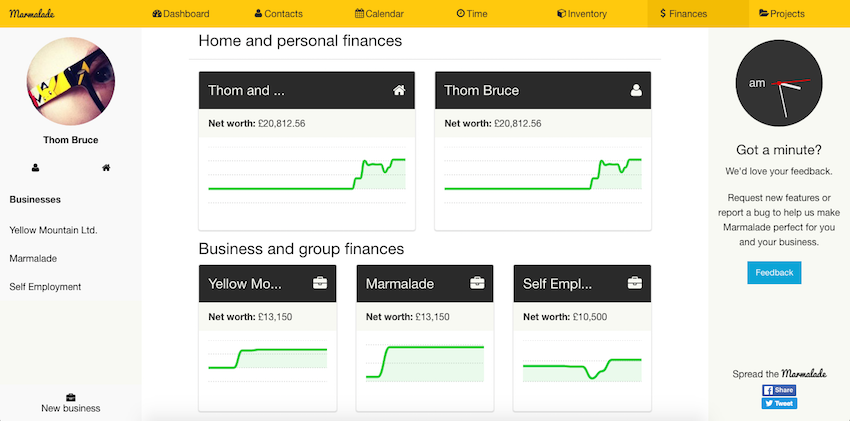 Marmalade
Dashboard
Contacts
Calendar
Time
Inventory
$ Finances
Projects
Thom Bruce
Businesses
Yellow Mountain Ltd.
Marmalade
Self Employment
New business
Home and personal finances
Thom and ...
Net worth: £20,812.56
Thom Bruce
Net worth: £20,812.56
Business and group finances
Yellow Mo...
Net worth: £13,150
Marmalade
Net worth: £13,150
Self Empl...
Net worth: £10,500
am
Got a minute?
We'd love your feedback.
Request new features or
report a bug to help us make
Marmalade perfect for you
and your business.
Feedback
Spread the Marmalade
Share
Tweet